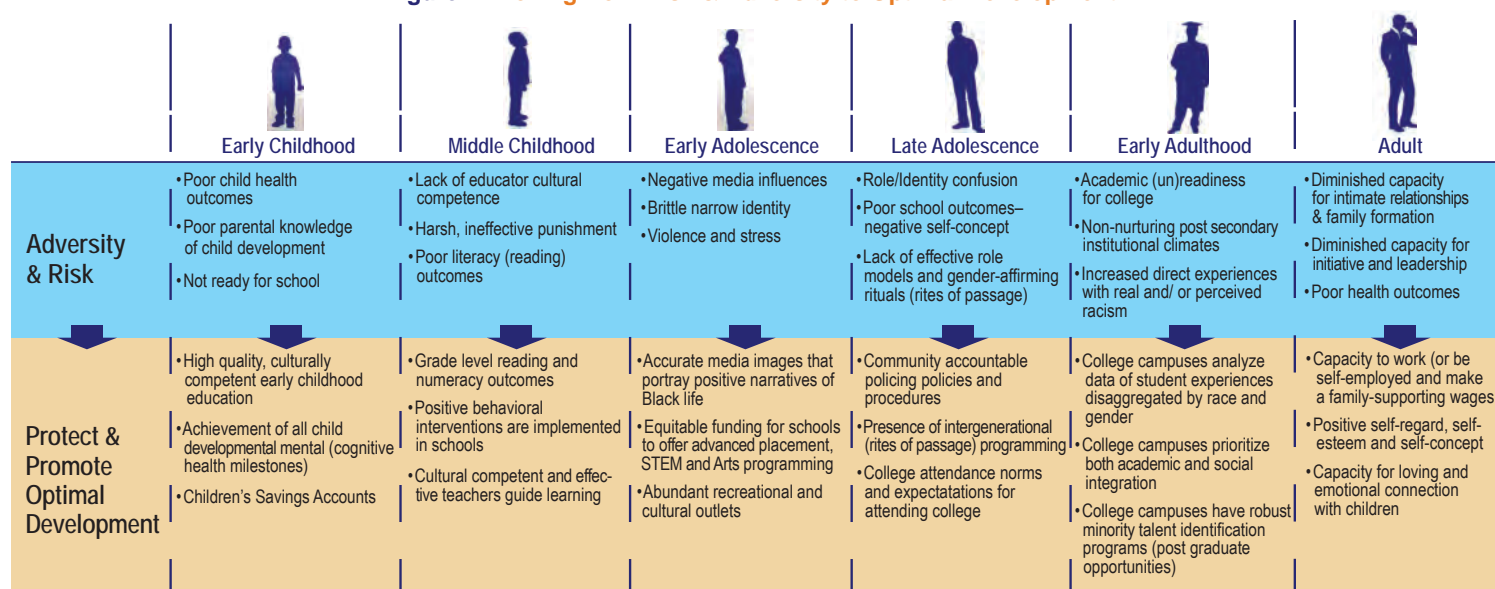 Early Childhood
Middle Childhood
Early Adolescence
Late Adolescence
Early Adulthood
Adult
Adversity
& Risk
•Poor child health
outcomes
•Poor parental knowledge
of child development
•Not ready for school
•Lack of educator cultural
competence
•Harsh, ineffective punishment
•Poor literacy (reading)
outcomes
•Negative media influences
•Brittle narrow identity
•Violence and stress
•Role/Identity confusion
•Poor school outcomes–
negative self-concept
•Lack of effective role
models and gender-affirming
rituals (rites of passage)
•Academic (un)readiness
for college
•Non-nurturing post secondary
institutional climates
•Increased direct experiences
with real and/ or perceived
racism
•Diminished capacity
for intimate relationships
& family formation
•Diminished capacity for
initiative and leadership
•Poor health outcomes
Protect &
Promote
Optimal
Development
•High quality, culturally
competent early childhood
education
•Achievement of all child
developmental mental (cognitive
health milestones)
•Children's Savings Accounts
•Grade level reading and
numeracy outcomes
•Positive behavioral
interventions are implemented
in schools
•Cultural competent and effec-
tive teachers guide learning
•Accurate media images that
portray positive narratives of
Black life
•Equitable funding for schools
to offer advanced placement,
STEM and Arts programming
•Abundant recreational and
cultural outlets
•Community accountable
policing policies and
procedures
•Presence of intergenerational
(rites of passage) programming
•College attendance norms
and expectatations for
attending college
•College campuses analyze
data of student experiences
disaggregated by race and
gender
•College campuses prioritize
both academic and social
integration
•College campuses have robust
minority talent identification
programs (post graduate
opportunities)
•Capacity to work (or be
self-employed and make
a family-supporting wages
•Positive self-regard, self-
esteem and self-concept
•Capacity for loving and
emotional connection
with children